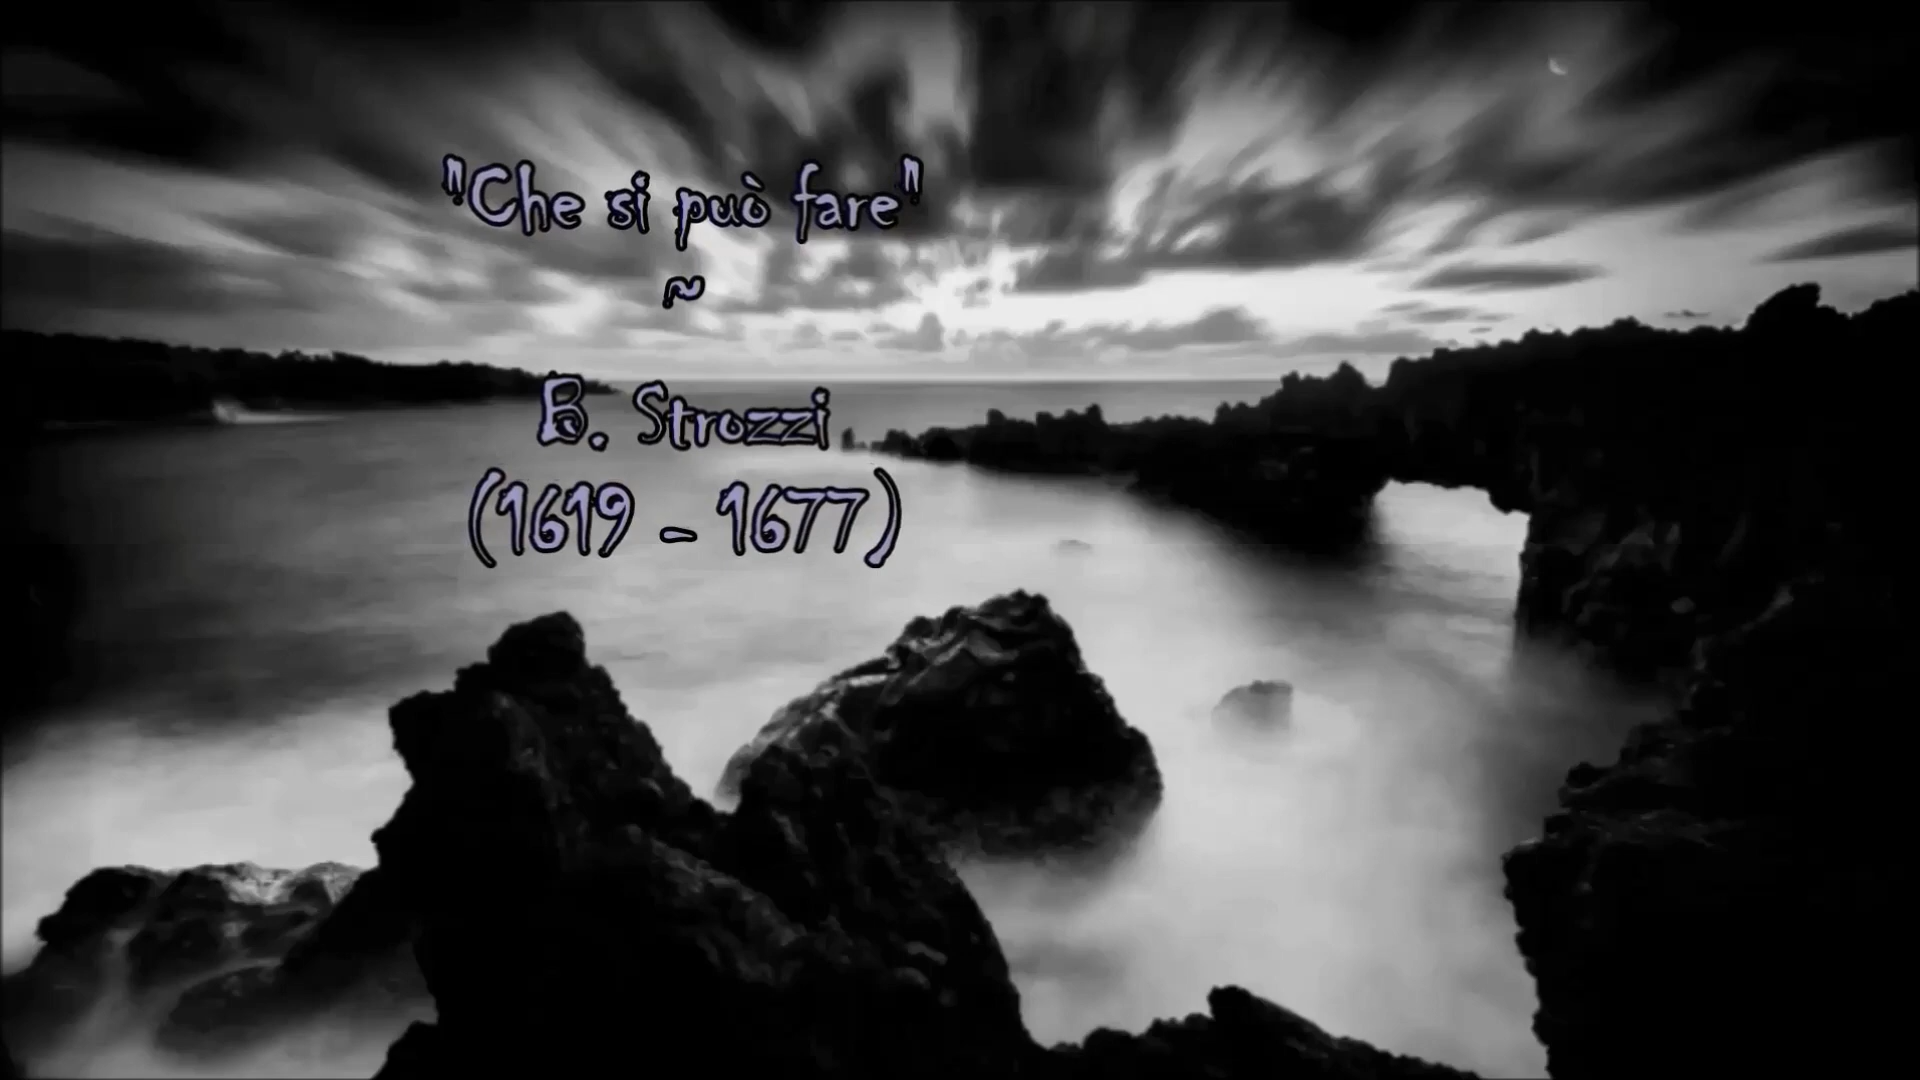 "Che si può fare"
~
B. Strozzi
(1619 - 1677)